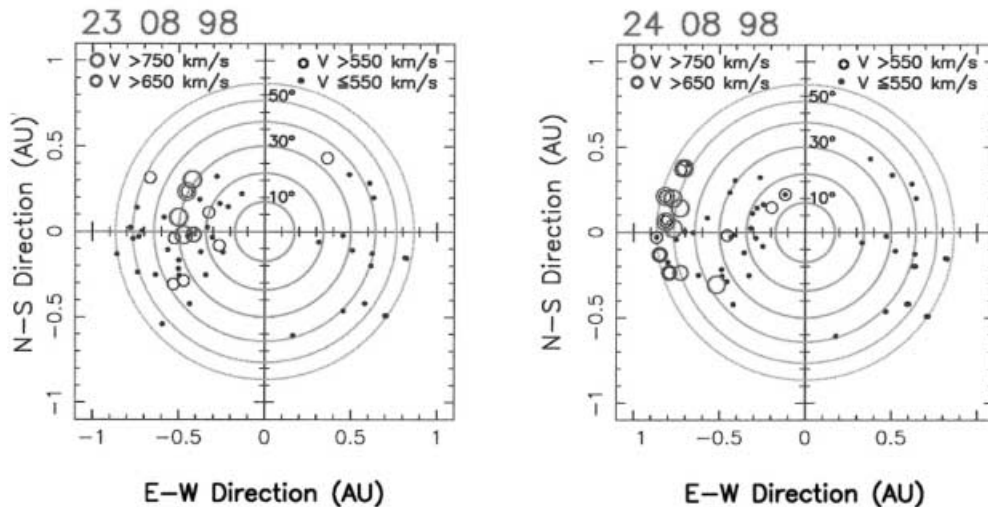 23 08 98
V >750 km/s V >550 km/s
V >650 km/s V ≦550 km/s
50°
30°
10°
1
0.5
0
-0.5
-1
N-S Direction (AU)
-1 -0.5 0 0.5 1
E-W Direction (AU)
24 08 98
V >750 km/s V >550 km/s
V >650 km/s V ≦550 km/s
50°
30°
10°
1
0.5
0
-0.5
-1
N-S Direction (AU)
1 -0.5 0 0.5 1
E-W Direction (AU)